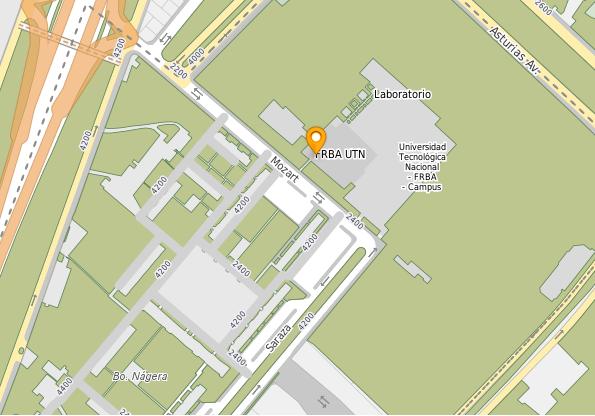 2600
Asturias Av.
4200
4000
2200
Laboratorio
4200
FRBA UTN
Universidad
Tecnológica
Nacional
- FRBA
- Campus
Mozart
4200
4200
2400
4200
4200
2400
4200
4200
Saraza
2400
Bo. Nágera
4400
4200